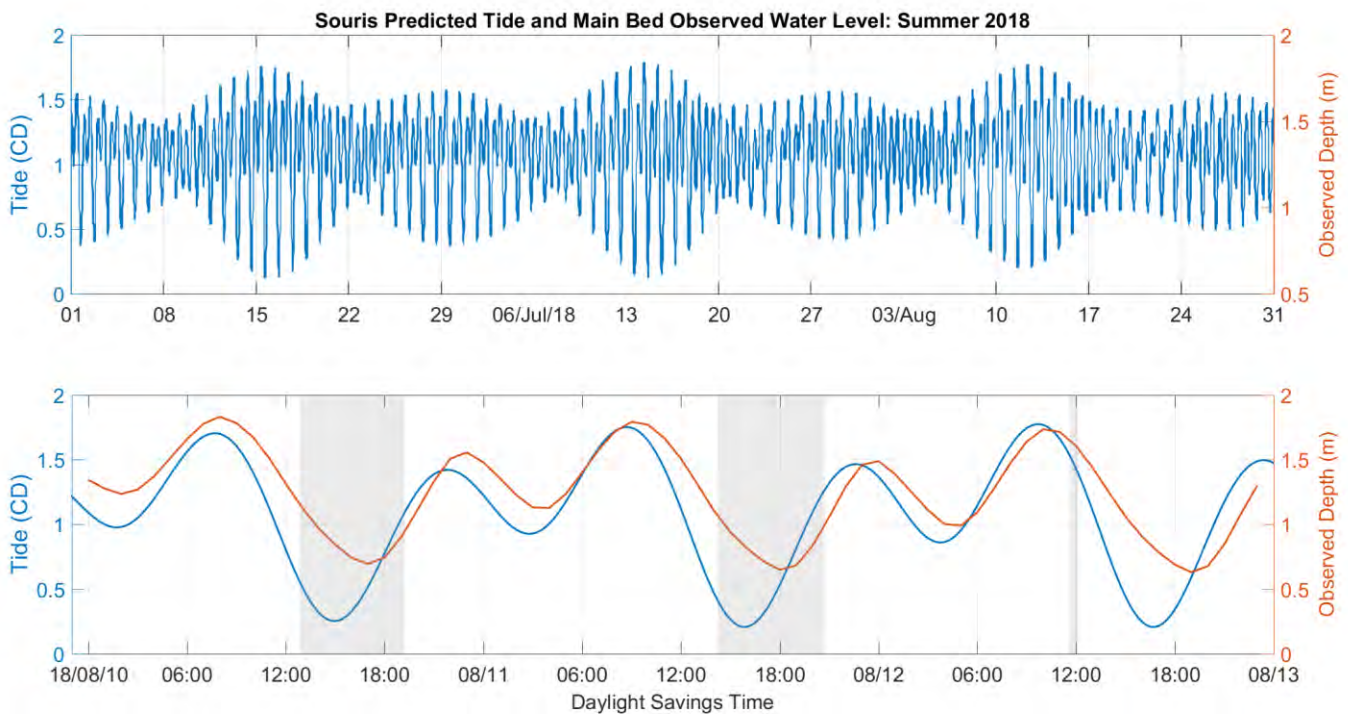 Souris Predicted Tide and Main Bed Observed Water Level: Summer 2018
2
1.5
1
0.5
0
Tide (CD)
2
1.5
1
0.5
Observed Depth (m)
01 08 15 22 29 06/Jul/18 13 20 27 03/Aug 10 17 24 31
2
1.5
1
0.5
0
Tide (CD)
2
1.5
1
0.5
0
Observed Depth (m)
18/08/10 06:00 12:00 18:00 08/11 06:00 12:00 18:00 08/12 06:00 12:00 18:00 08/13
Daylight Savings Time